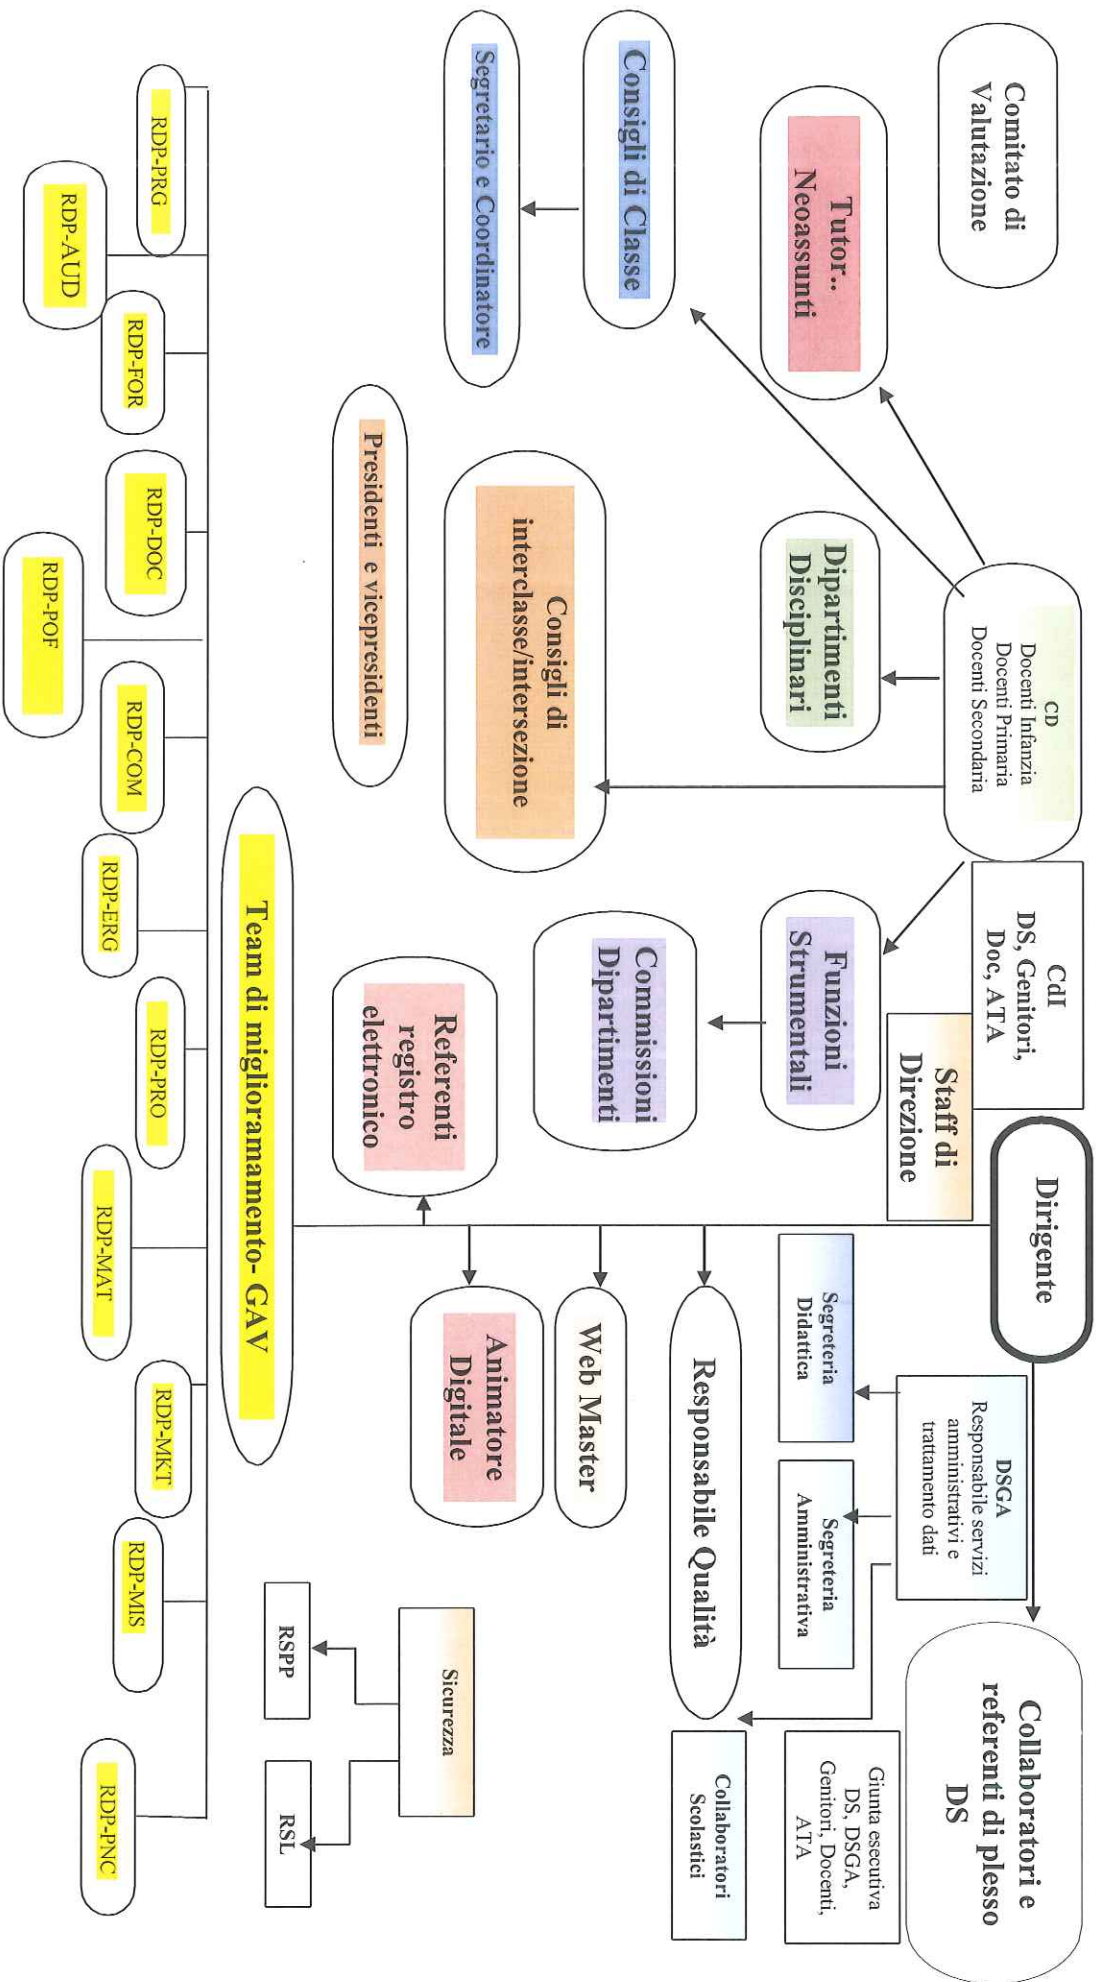 Comitato di
Valutazione
CD
Docenti Infanzia
Docenti Primaria
Docenti Secondaria
CdI
DS, Genitori,
Doc, ATA
Dirigente
Collaboratori e
referenti di plesso
DS
Staff di
Direzione
DSGA
Responsabile servizi
amministrativi e
trattamento dati
Tutor..
Neoassunti
Dipartimenti
Disciplinari
Funzioni
Strumentali
Segreteria
Didattica
Segreteria
Amministrativa
Giunta esecutiva
DS, DSGA,
Genitori, Docenti,
ATA
Consigli di Classe
Consigli di
interclasse/intersezione
Commissioni
Dipartimenti
Responsabile Qualità
Collaboratori
Scolastici
Segretario e Coordinatore
Web Master
Presidenti e vicepresidenti
Referenti
registro
elettronico
Animatore
Digitale
Sicurezza
RSPP
RSL
Team di miglioramamento- GAV
RDP-PRG
RDP-AUD
RDP-FOR
RDP-DOC
RDP-POF
RDP-COM
RDP-ERG
RDP-PRO
RDP-MAT
RDP-MKT
RDP-MIS
RDP-PNC